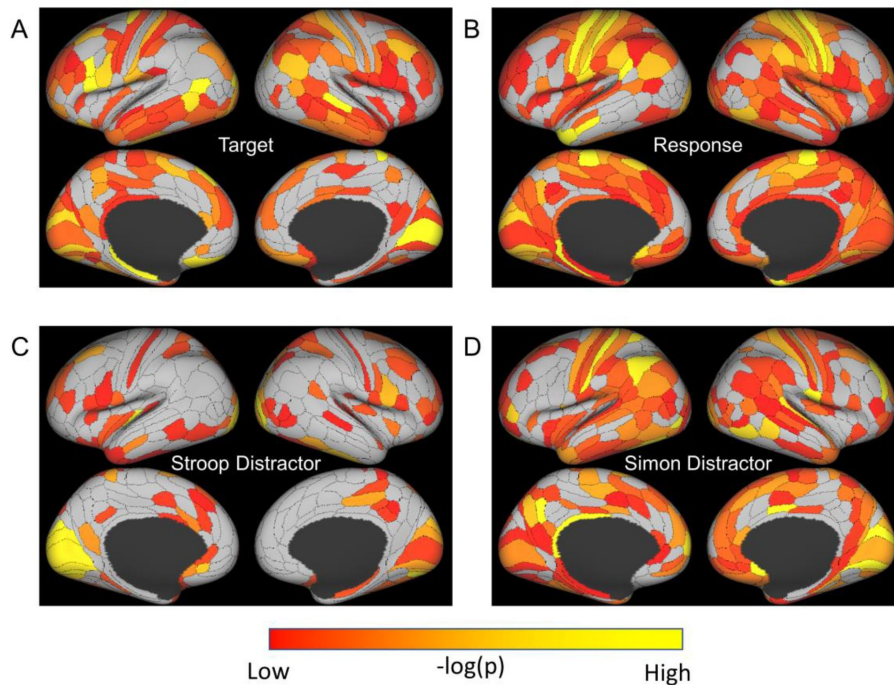 A
B
Target
Response
C
D
Stroop Distractor
Simon Distractor
Low
-log(p)
High